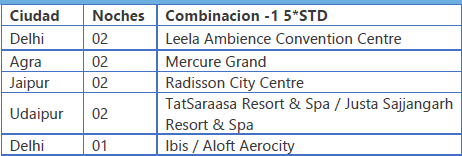 Ciudad Noches Combinacion -1 5*STD
Delhi 02 Leela Ambience Convention Centre
Agra 02 Mercure Grand
Jaipur 02 Radisson City Centre
Udaipur 02 TatSaraasa Resort & Spa / Justa Sajjangarh
Resort & Spa
Delhi 01 Ibis / Aloft Aerocity